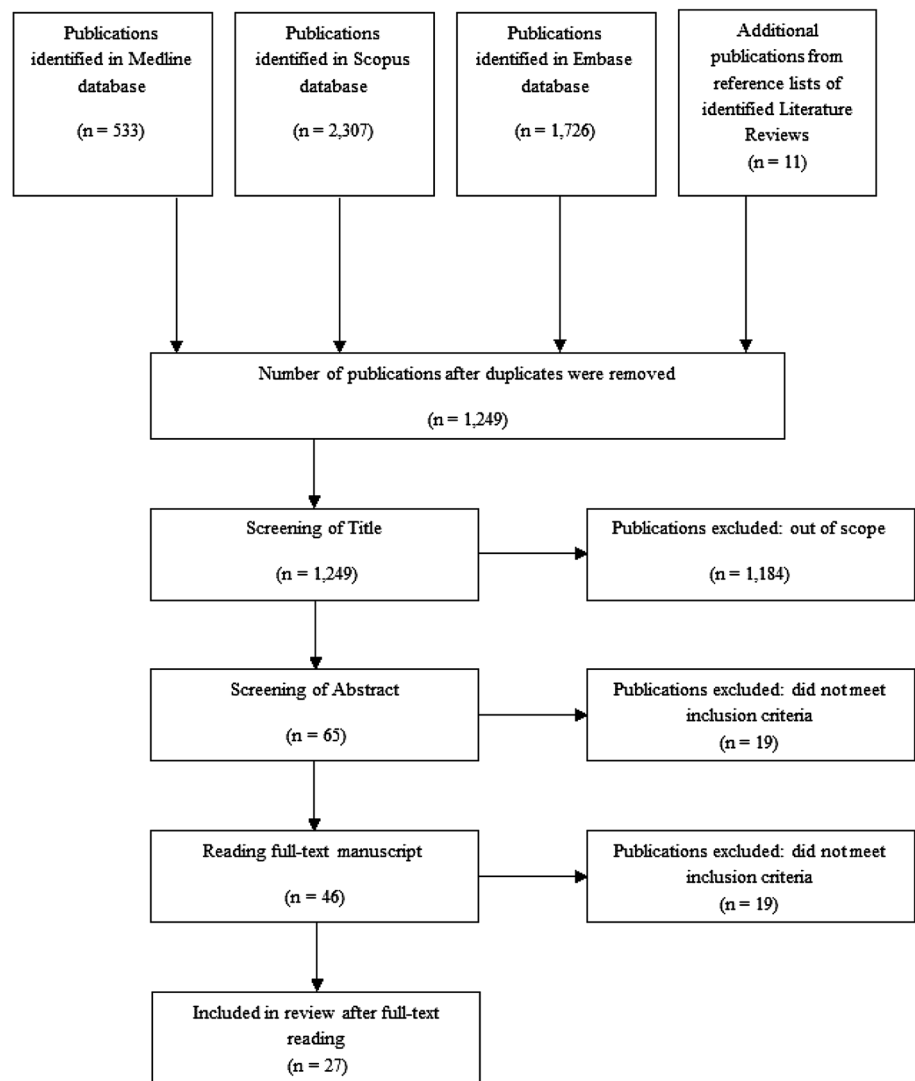 Publications
identified in Medline
database
(n = 533)
Publications
identified in Scopus
database
(n = 2,307)
Publications
identified in Embase
database
(n = 1,726)
Additional
publications from
reference lists of
identified Literature
Reviews
(n = 11)
Number of publications after duplicates were removed
(n = 1,249)
Screening of Title
(n = 1,249)
Publications excluded: out of scope
(n = 1,184)
Screening of Abstract
(n = 65)
Publications excluded: did not meet
inclusion criteria
(n = 19)
Reading full-text manuscript
(n = 46)
Publications excluded: did not meet
inclusion criteria
(n = 19)
Included in review after full-text
reading
(n = 27)